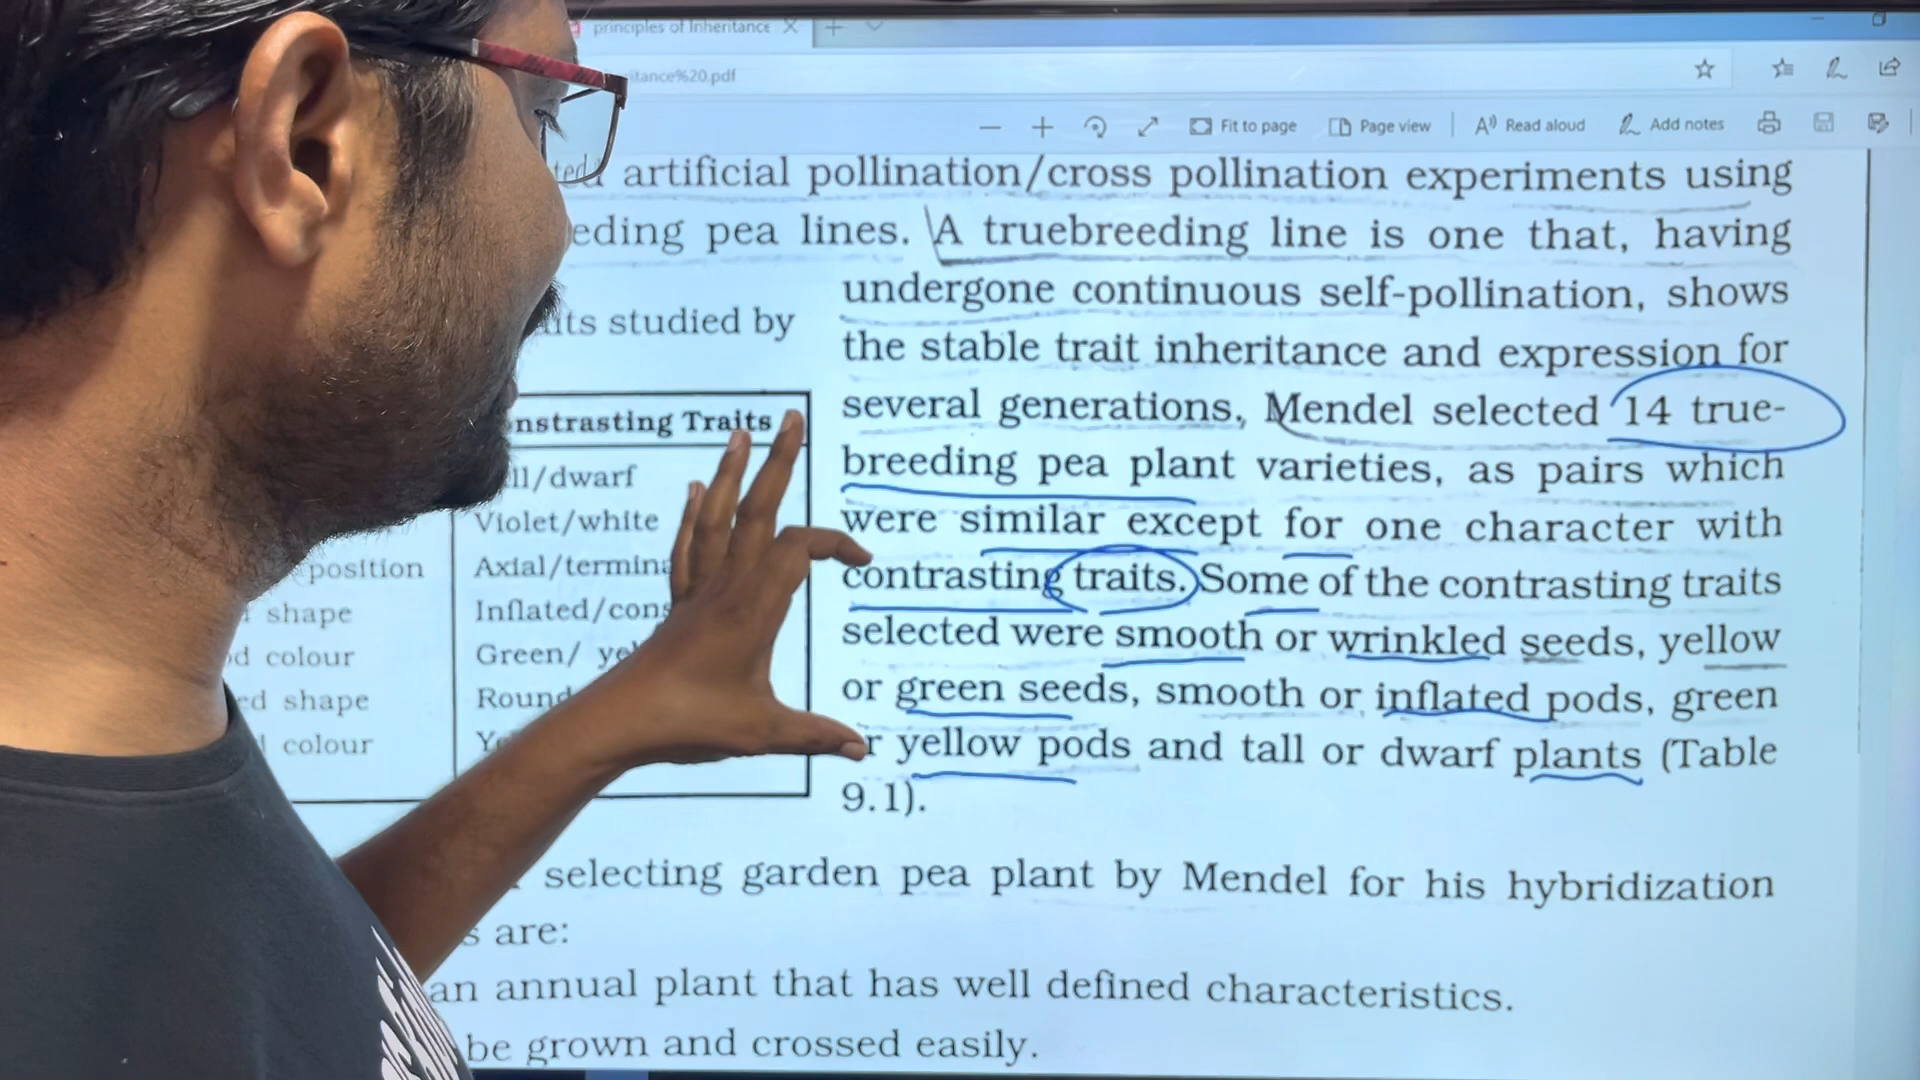 principles of Inheritance
itance%20.pdf
Fit to page Page view Read aloud Add notes
artificial pollination/cross pollination experiments using
eding pea lines. A truebreeding line is one that, having
undergone continuous self-pollination, shows
the stable trait inheritance and expression for
several generations, Mendel selected 14 true-
breeding pea plant varieties, as pairs which
were similar except for one character with
contrasting traits. Some of the contrasting traits
selected were smooth or wrinkled seeds, yellow
or green seeds, smooth or inflated pods, green
r yellow pods and tall or dwarf plants (Table
9.1).
its studied by
nstrasting Traits
ll/dwarf
Violet/white
position Axial/termina
shape Inflated/cons
d colour Green/ yel
ed shape Round
colour Y
selecting garden pea plant by Mendel for his hybridization
s are:
an annual plant that has well defined characteristics.
be grown and crossed easily.